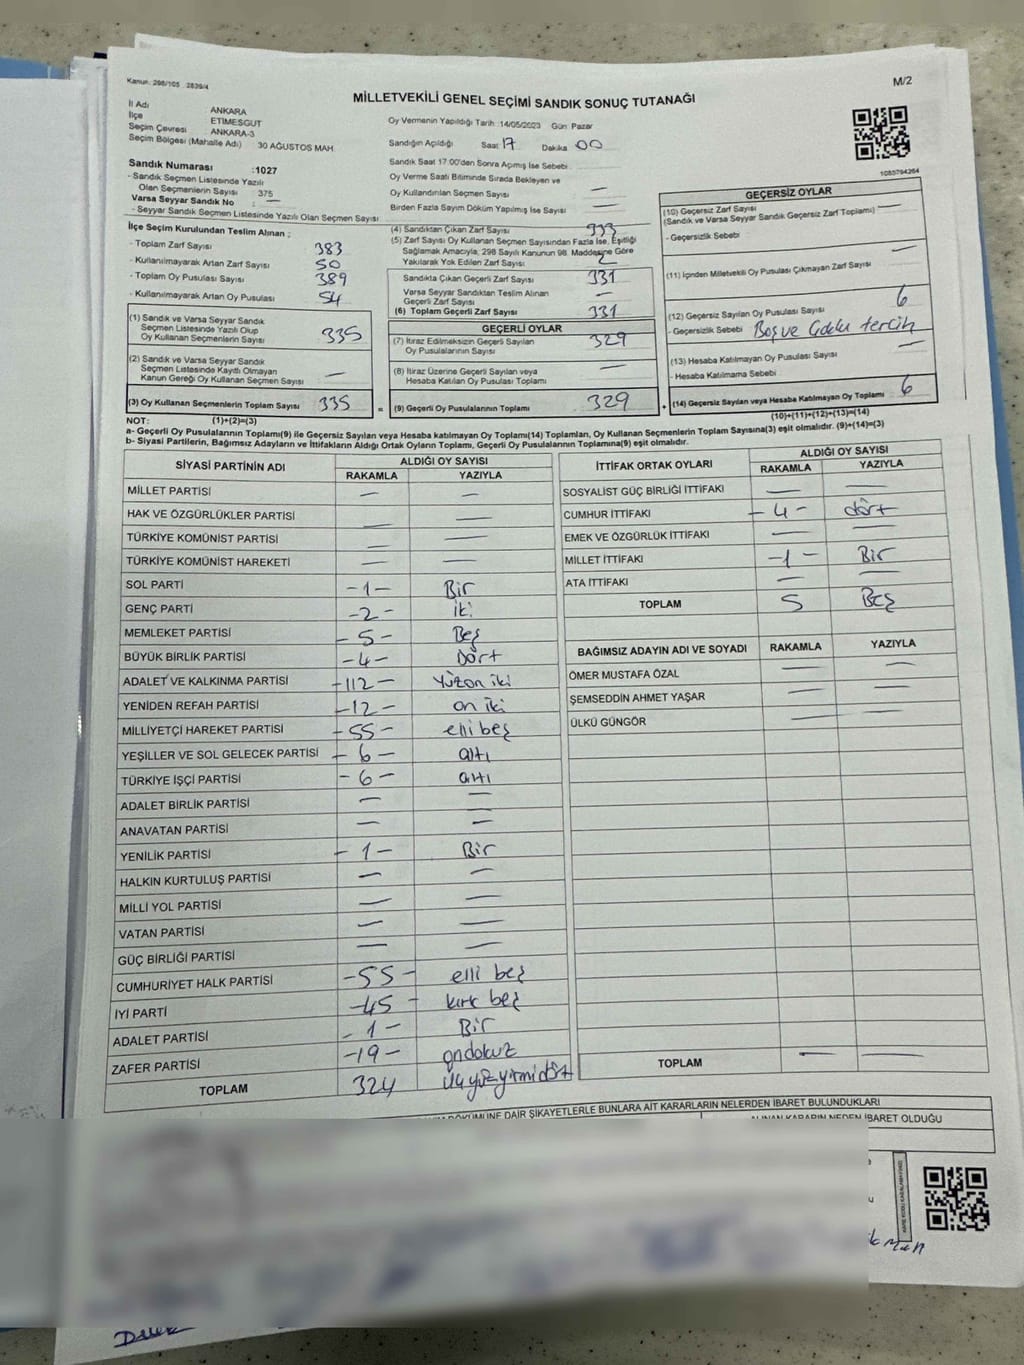 Kanun: 298/105 2839/4
M/2
MİLLETVEKİLİ GENEL SEÇİMİ SANDIK SONUÇ TUTANAĞI
İl Adı ANKARA
İlçe ETİMESGUT
Seçim Çevresi ANKARA-3
Seçim Bölgesi (Mahalle Adı) 30 AĞUSTOS MAH.
Sandık Numarası :1027
- Sandık Seçmen Listesinde Yazılı
Olan Seçmenlerin Sayısı 375
Varsa Seyyar Sandık No : —
- Seyyar Sandık Seçmen Listesinde Yazılı Olan Seçmen Sayısı
Oy Vermenin Yapıldığı Tarih :14/05/2023 Gün Pazar
Sandığın Açıldığı Saat 17 Dakika 00
Sandık Saat 17:00'den Sonra Açımış İse Sebebi
Oy Verme Saati Bitiminde Sırada Bekleyen ve
Oy Kullandırılan Seçmen Sayısı —
Birden Fazla Sayım Döküm Yapılmış İse Sayısı —
1085794264
İlçe Seçim Kurulundan Teslim Alınan ;
- Toplam Zarf Sayısı 383
- Kullanılmayarak Artan Zarf Sayısı 50
- Toplam Oy Pusulası Sayısı 389
- Kullanılmayarak Artan Oy Pusulası 54
(1) Sandık ve Varsa Seyyar Sandık
Seçmen Listesinde Yazılı Olup
Oy Kullanan Seçmenlerin Sayısı 335
(2) Sandık ve Varsa Seyyar Sandık
Seçmen Listesinde Kayıtlı Olmayan
Kanun Gereği Oy Kullanan Seçmen Sayısı —
(3) Oy Kullanan Seçmenlerin Toplam Sayısı 335
(1)+(2)=(3)
(4) Sandıktan Çıkan Zarf Sayısı 333
(5) Zarf Sayısı Oy Kullanan Seçmen Sayısından Fazla İse, Eşitliği
Sağlamak Amacıyla, 298 Sayılı Kanunun 98. Maddesine Göre
Yakılarak Yok Edilen Zarf Sayısı 2
Sandıkta Çıkan Geçerli Zarf Sayısı 331
Varsa Seyyar Sandıktan Teslim Alınan
Geçerli Zarf Sayısı —
(6) Toplam Geçerli Zarf Sayısı 331
GEÇERLİ OYLAR
(7) İtiraz Edilmeksizin Geçerli Sayılan
Oy Pusulalarının Sayısı 329
(8) İtiraz Üzerine Geçerli Sayılan veya
Hesaba Katılan Oy Pusulası Toplamı —
= (9) Geçerli Oy Pusulalarının Toplamı 329
GEÇERSİZ OYLAR
(10) Geçersiz Zarf Sayısı —
(Sandık ve Varsa Seyyar Sandık Geçersiz Zarf Toplamı)
- Geçersizlik Sebebi
(11) İçinden Milletvekili Oy Pusulası Çıkmayan Zarf Sayısı —
(12) Geçersiz Sayılan Oy Pusulası Sayısı 6
- Geçersizlik Sebebi Boş ve çoklu tercih
(13) Hesaba Katılmayan Oy Pusulası Sayısı —
- Hesaba Katılmama Sebebi
+ (14) Geçersiz Sayılan veya Hesaba Katılmayan Oy Toplamı 6
(10)+(11)+(12)+(13)=(14)
NOT:
a- Geçerli Oy Pusulalarının Toplamı(9) ile Geçersiz Sayılan veya Hesaba katılmayan Oy Toplamı(14) Toplamları, Oy Kullanan Seçmenlerin Toplam Sayısına(3) eşit olmalıdır. (9)+(14)=(3)
b- Siyasi Partilerin, Bağımsız Adayların ve İttifakların Aldığı Ortak Oyların Toplamı, Geçerli Oy Pusulalarının Toplamına(9) eşit olmalıdır.
SİYASİ PARTİNİN ADI ALDIĞI OY SAYISI
RAKAMLA YAZIYLA
MİLLET PARTİSİ — —
HAK VE ÖZGÜRLÜKLER PARTİSİ — —
TÜRKİYE KOMÜNİST PARTİSİ — —
TÜRKİYE KOMÜNİST HAREKETİ — —
SOL PARTİ -1- Bir
GENÇ PARTİ -2- iki
MEMLEKET PARTİSİ -5- Beş
BÜYÜK BİRLİK PARTİSİ -4- Dört
ADALET VE KALKINMA PARTİSİ -112- Yüzon iki
YENİDEN REFAH PARTİSİ -12- on iki
MİLLİYETÇİ HAREKET PARTİSİ -55- elli beş
YEŞİLLER VE SOL GELECEK PARTİSİ -6- altı
TÜRKİYE İŞÇİ PARTİSİ -6- altı
ADALET BİRLİK PARTİSİ — —
ANAVATAN PARTİSİ — —
YENİLİK PARTİSİ -1- Bir
HALKIN KURTULUŞ PARTİSİ — —
MİLLİ YOL PARTİSİ — —
VATAN PARTİSİ — —
GÜÇ BİRLİĞİ PARTİSİ — —
CUMHURİYET HALK PARTİSİ -55- elli beş
İYİ PARTİ -45- kırk beş
ADALET PARTİSİ -1- Bir
ZAFER PARTİSİ -19- ondokuz
TOPLAM 324 üçyüzyirmidört
İTTİFAK ORTAK OYLARI ALDIĞI OY SAYISI
RAKAMLA YAZIYLA
SOSYALİST GÜÇ BİRLİĞİ İTTİFAKI — —
CUMHUR İTTİFAKI -4- dört
EMEK VE ÖZGÜRLÜK İTTİFAKI — —
MİLLET İTTİFAKI -1- Bir
ATA İTTİFAKI — —
TOPLAM 5 Beş
BAĞIMSIZ ADAYIN ADI VE SOYADI RAKAMLA YAZIYLA
ÖMER MUSTAFA ÖZAL — —
ŞEMSEDDİN AHMET YAŞAR — —
ÜLKÜ GÜNGÖR — —
TOPLAM — —
DÖKÜMÜNE DAİR ŞİKAYETLERLE BUNLARA AİT KARARLARIN NELERDEN İBARET BULUNDUKLARI
ALINAN KARARIN NEDEN İBARET OLDUĞU